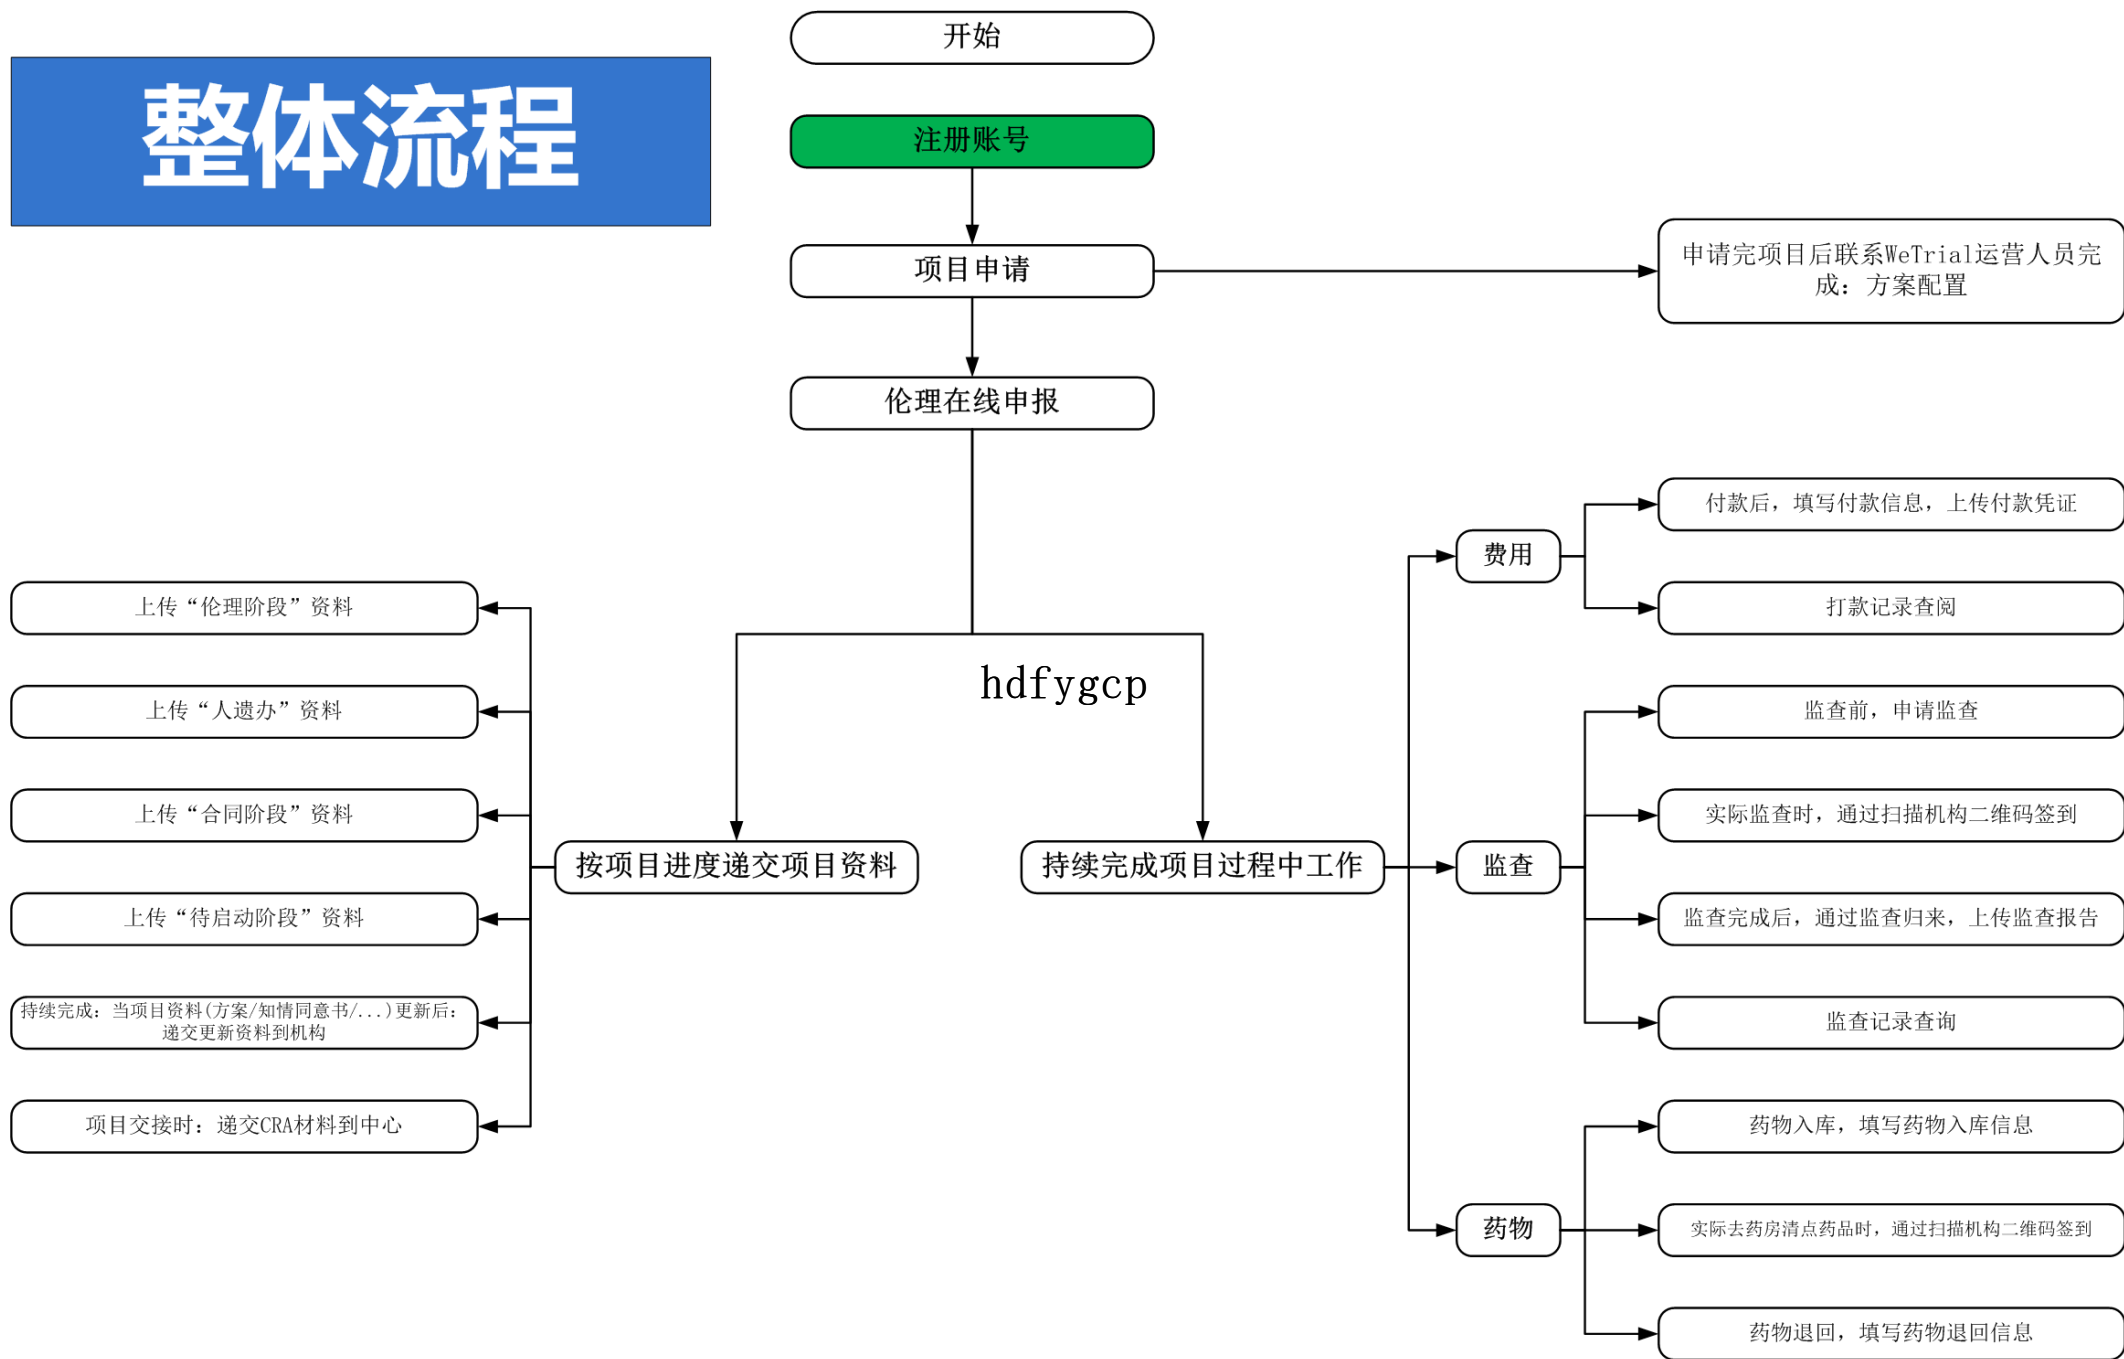 开始
整体流程
注册账号
项目申请
申请完项目后联系WeTrial运营人员完
成：方案配置
伦理在线申报
hdfygcp
按项目进度递交项目资料
上传“伦理阶段”资料
上传“人遗办”资料
上传“合同阶段”资料
上传“待启动阶段”资料
持续完成：当项目资料(方案/知情同意书/...)更新后：
递交更新资料到机构
项目交接时：递交CRA材料到中心
持续完成项目过程中工作
费用
付款后，填写付款信息，上传付款凭证
打款记录查阅
监查
监查前，申请监查
实际监查时，通过扫描机构二维码签到
监查完成后，通过监查归来，上传监查报告
监查记录查询
药物
药物入库，填写药物入库信息
实际去药房清点药品时，通过扫描机构二维码签到
药物退回，填写药物退回信息